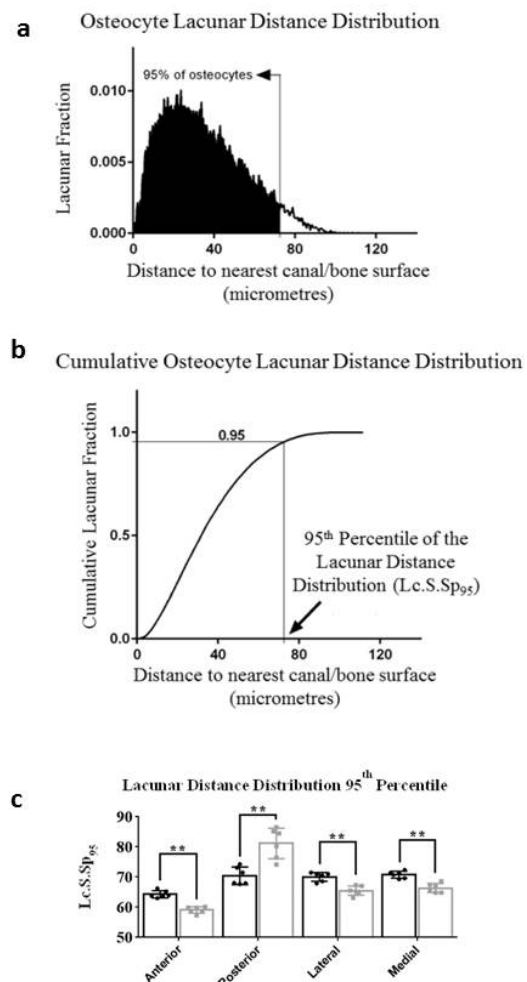 a
Osteocyte Lacunar Distance Distribution
95% of osteocytes
0.010
0.005
0.000
Lacunar Fraction
0 40 80 120
Distance to nearest canal/bone surface
(micrometres)
b
Cumulative Osteocyte Lacunar Distance Distribution
1.0
0.95
0.5
0.0
Cumulative Lacunar Fraction
95th Percentile of the
Lacunar Distance
Distribution (Lc.S.Sp95)
0 40 80 120
Distance to nearest canal/bone surface
(micrometres)
c
Lacunar Distance Distribution 95th Percentile
90
80
70
60
50
Lc.S.Sp95
** ** ** **
Anterior Posterior Lateral Medial